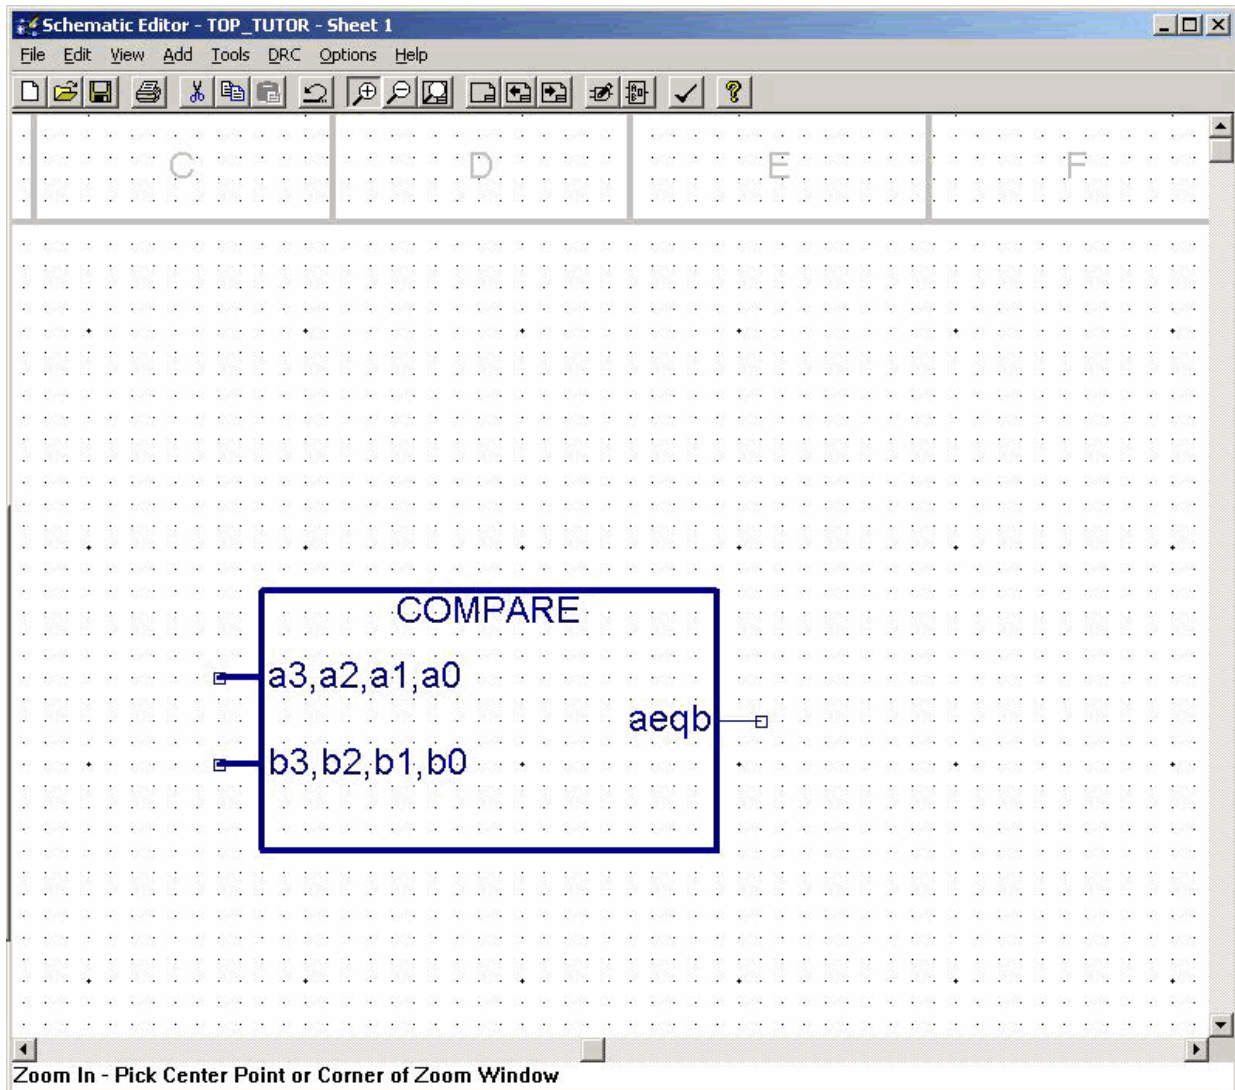 Schematic Editor - TOP_TUTOR - Sheet 1
File Edit View Add Tools DRC Options Help
C D E F
COMPARE
a3,a2,a1,a0
aeqb
b3,b2,b1,b0
Zoom In - Pick Center Point or Corner of Zoom Window